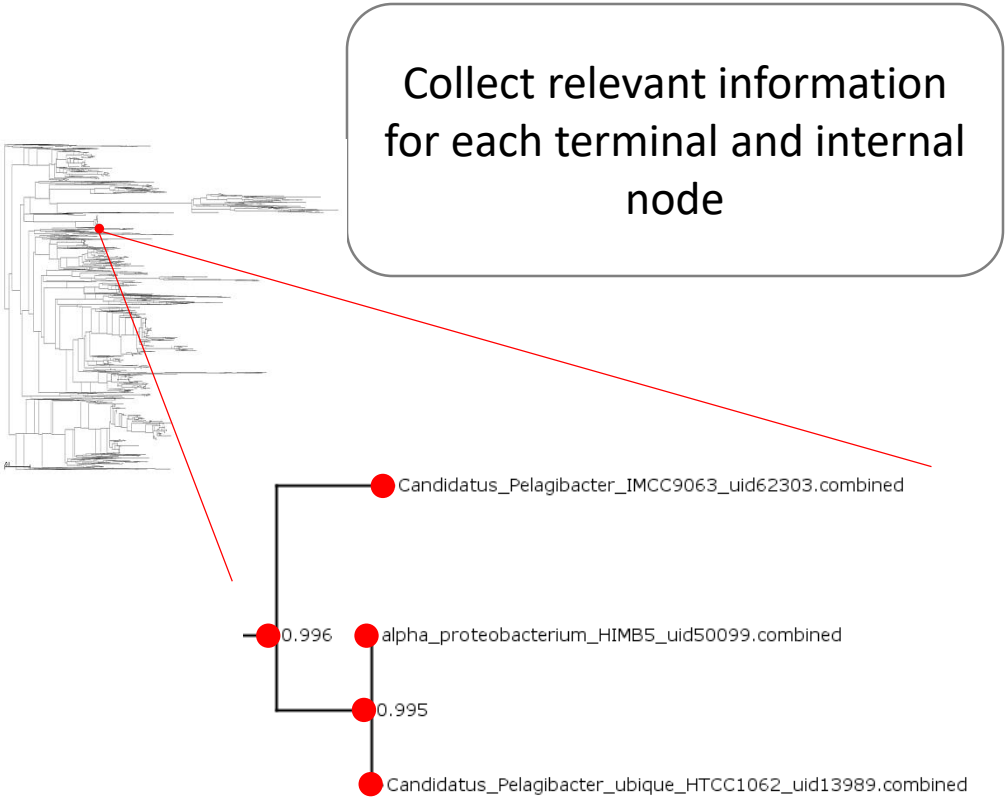 Collect relevant information
for each terminal and internal
node
Candidatus_Pelagibacter_IMCC9063_uid62303.combined
0.996
alpha_proteobacterium_HIMB5_uid50099.combined
0.995
Candidatus_Pelagibacter_ubique_HTCC1062_uid13989.combined